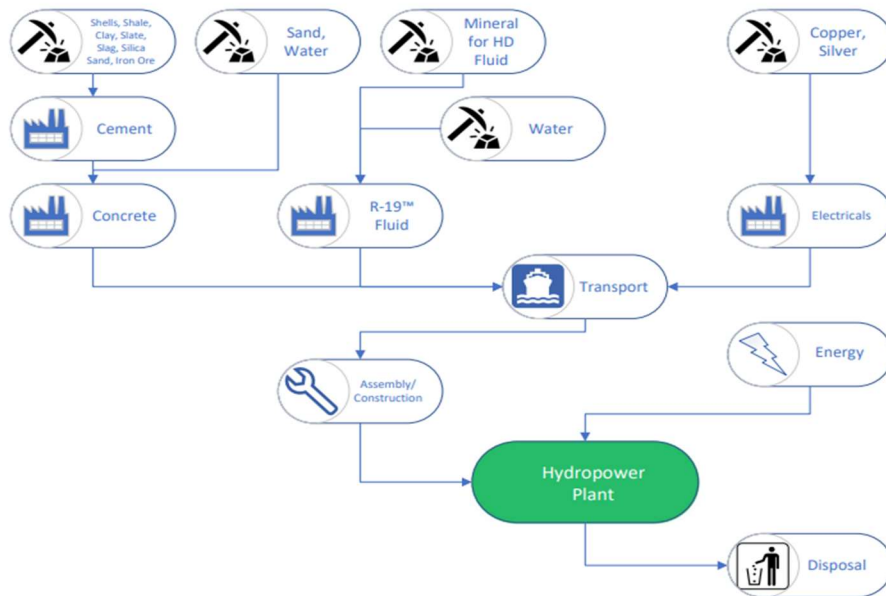 Shells, Shale,
Clay, Slate,
Slag, Silica
Sand, Iron Ore
Sand,
Water
Mineral
for HD
Fluid
Copper,
Silver
Cement
Water
Concrete
R-19™
Fluid
Electricals
Transport
Assembly/
Construction
Energy
Hydropower
Plant
Disposal